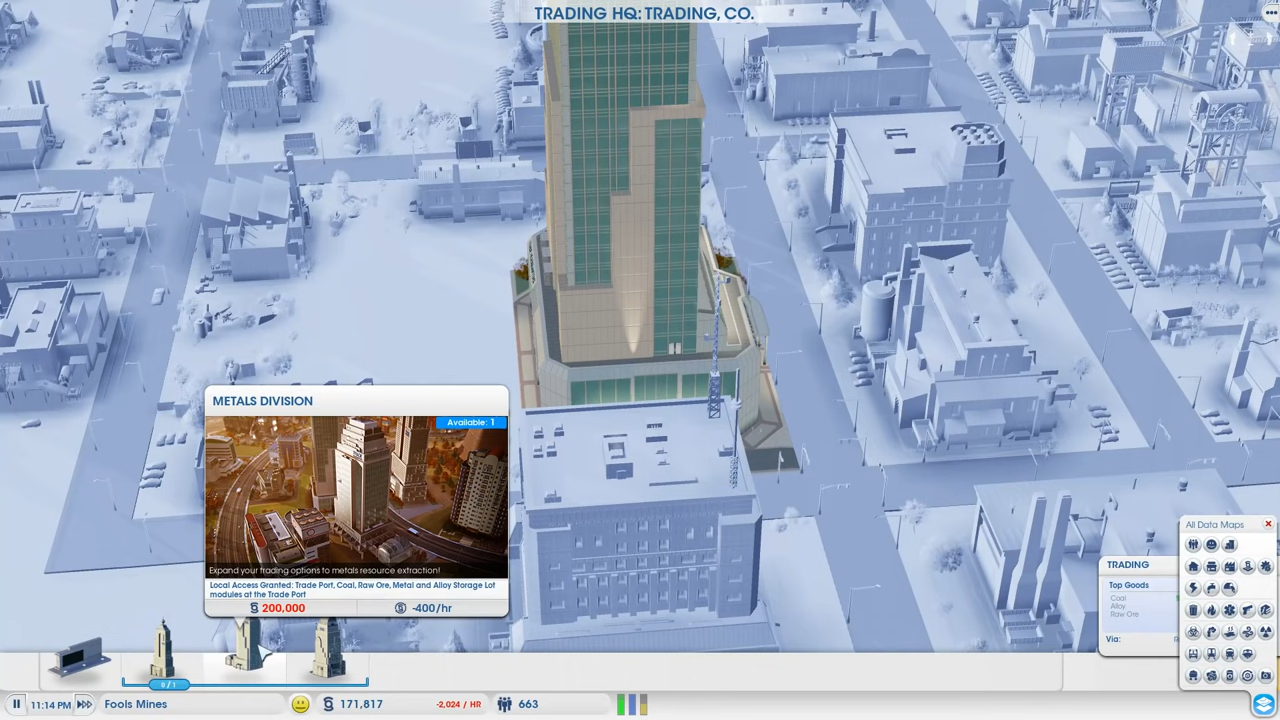 TRADING HQ: TRADING, CO.
METALS DIVISION
Available: 1
Expand your trading options to metals resource extraction!
Local Access Granted: Trade Port, Coal, Raw Ore, Metal and Alloy Storage Lot
modules at the Trade Port
200,000
-400/hr
All Data Maps
TRADING
Top Goods
Coal
Alloy
Raw Ore
Via:
0 / 1
11:14 PM
Fools Mines
171,817
-2,024 / HR
663